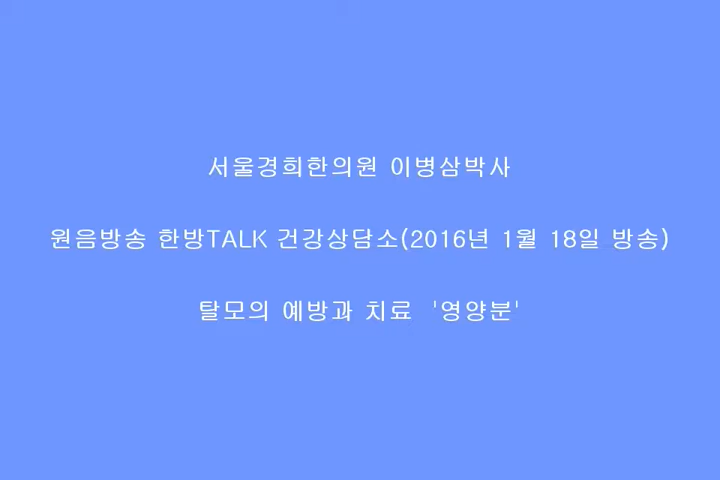 서울경희한의원 이병삼박사
원음방송 한방TALK 건강상담소(2016년 1월 18일 방송)
탈모의 예방과 치료 '영양분'